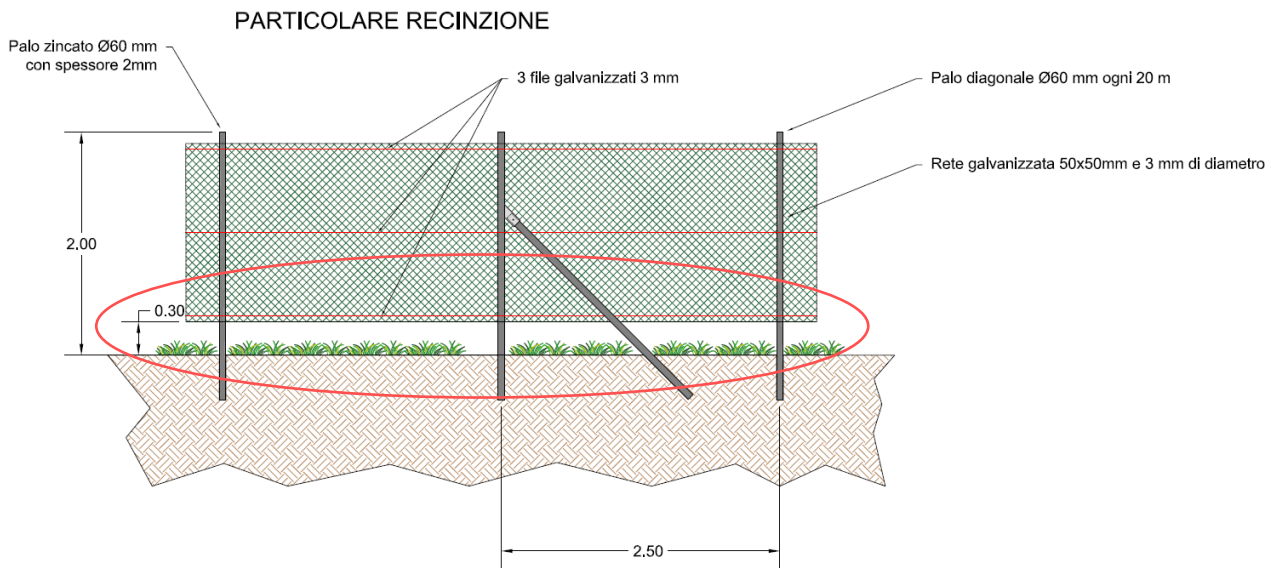 PARTICOLARE RECINZIONE
Palo zincato Ø60 mm
con spessore 2mm
3 file galvanizzati 3 mm
Palo diagonale Ø60 mm ogni 20 m
Rete galvanizzata 50x50mm e 3 mm di diametro
2,00
0.30
2.50